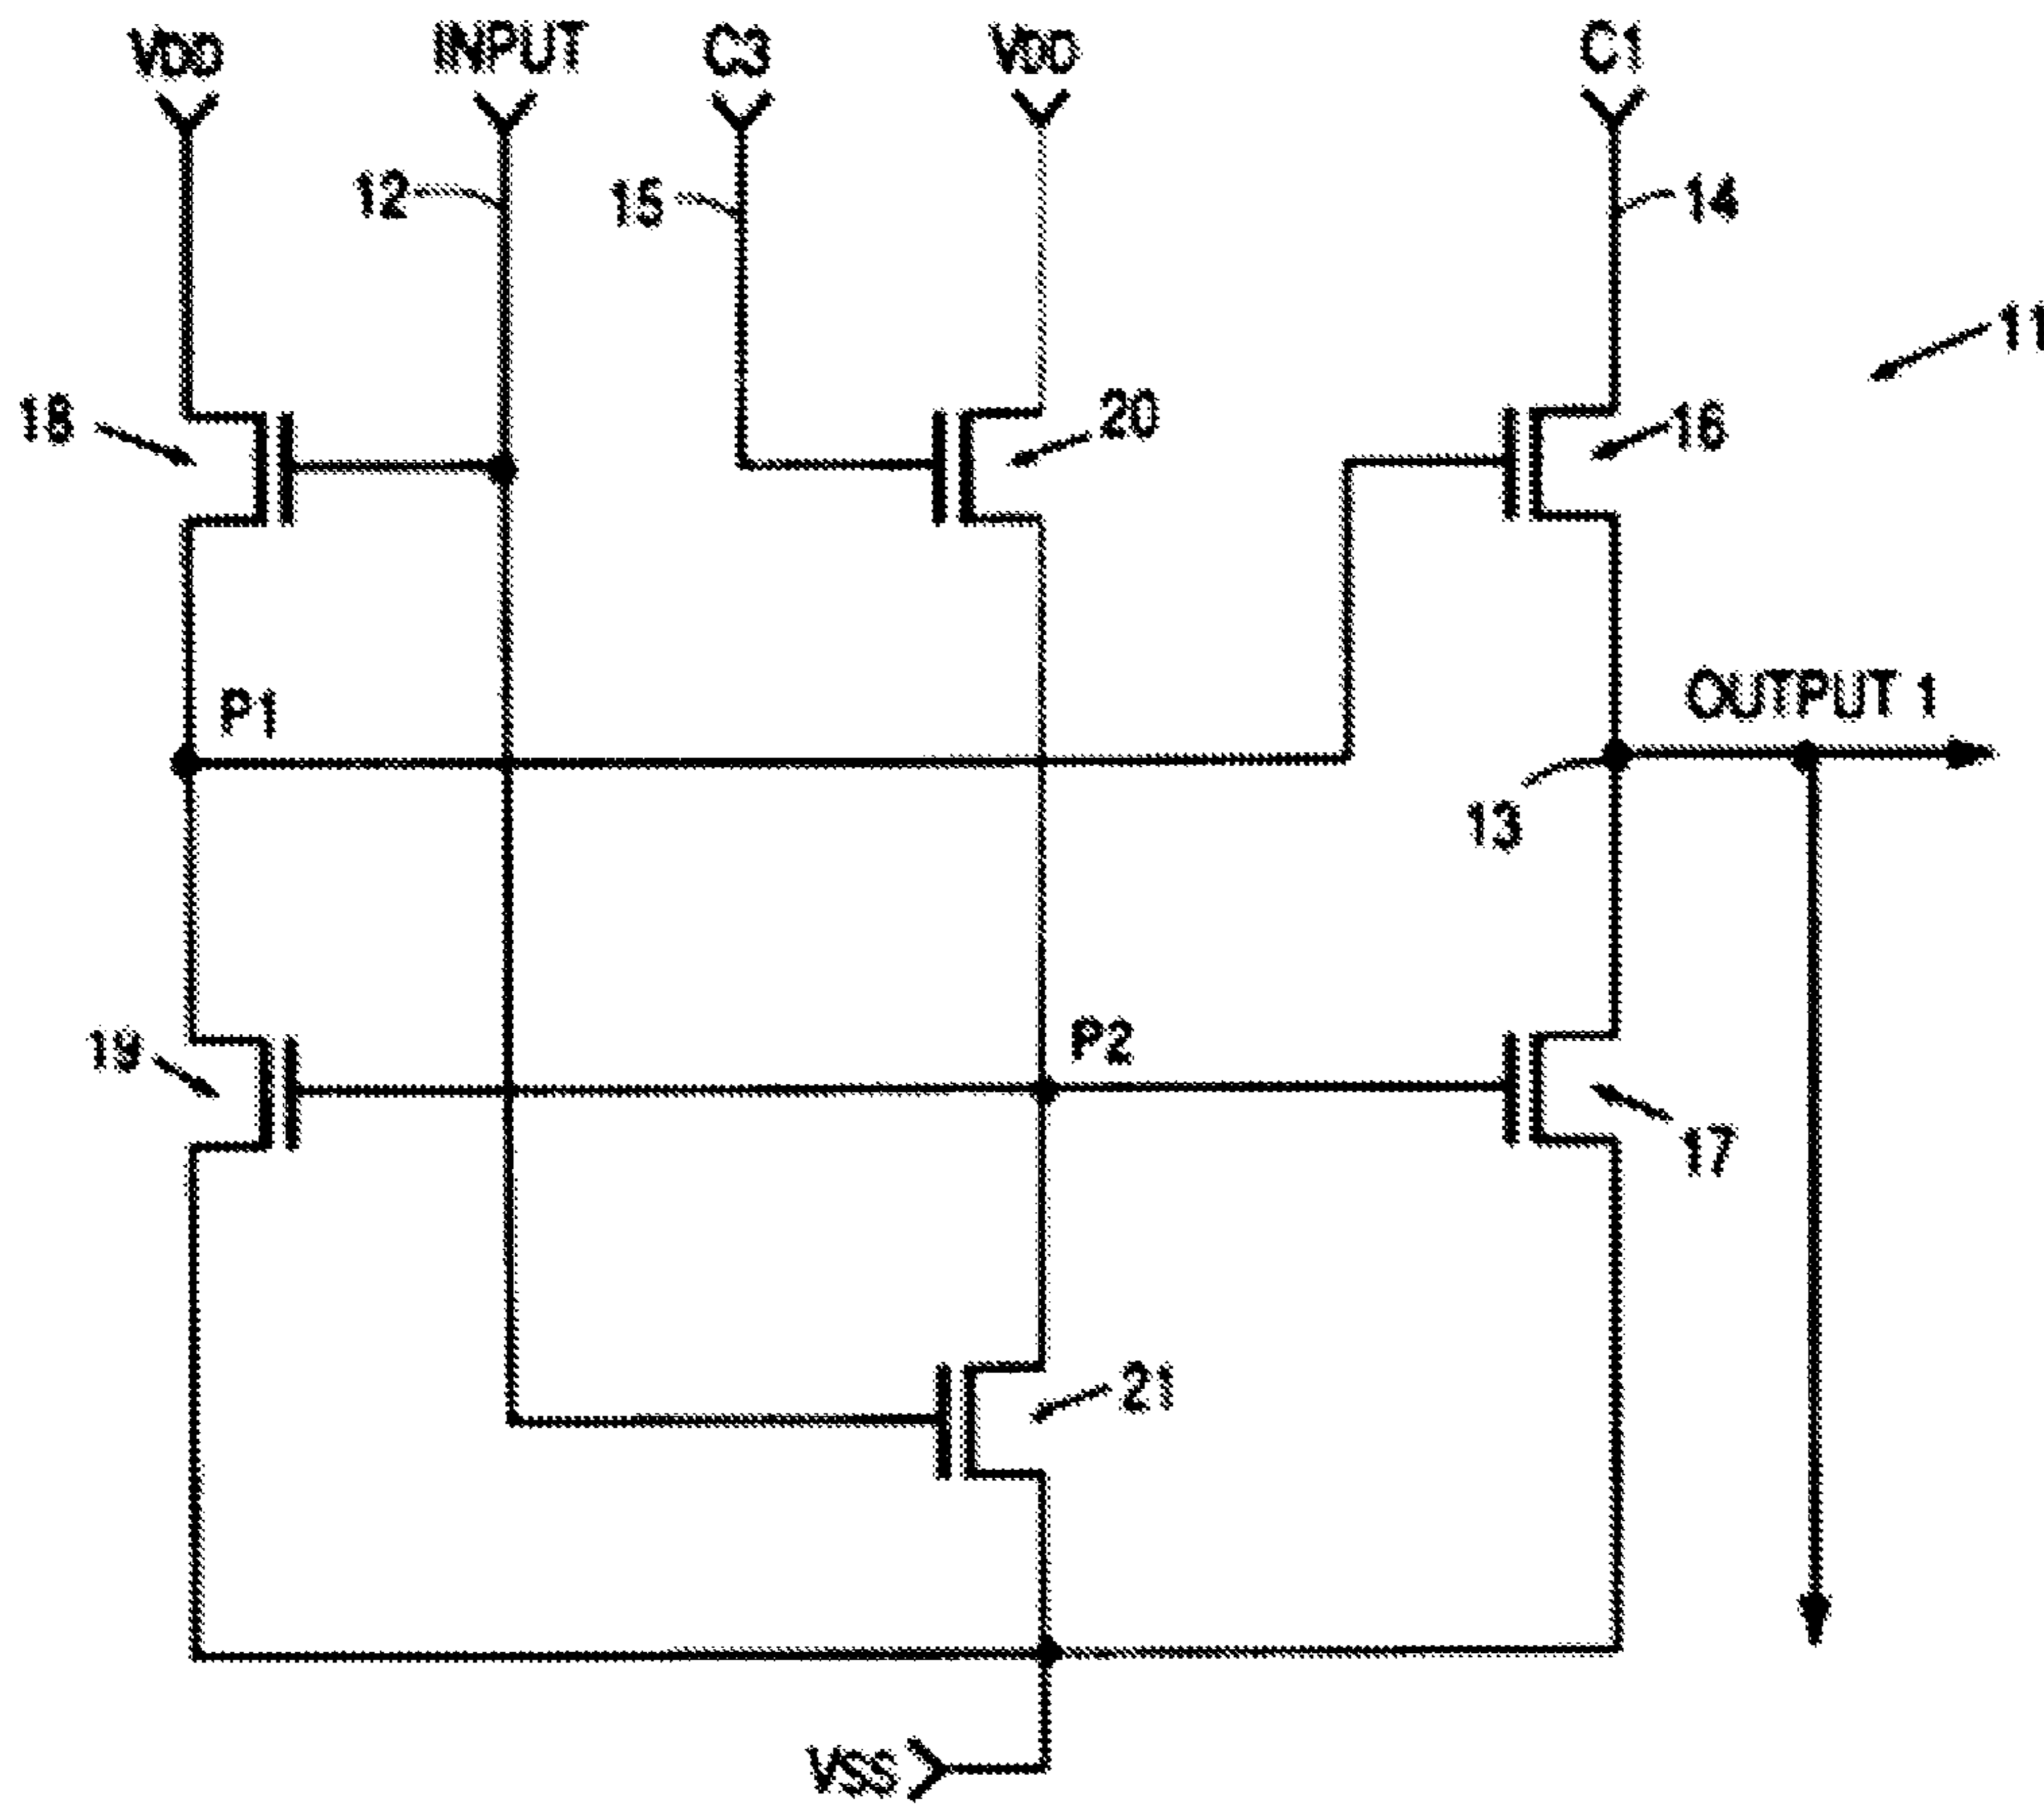 VDD INPUT C3 VDD C1
12 15 14
11
18 20 16
P1 OUTPUT 1
13
19 P2
17
21
VSS